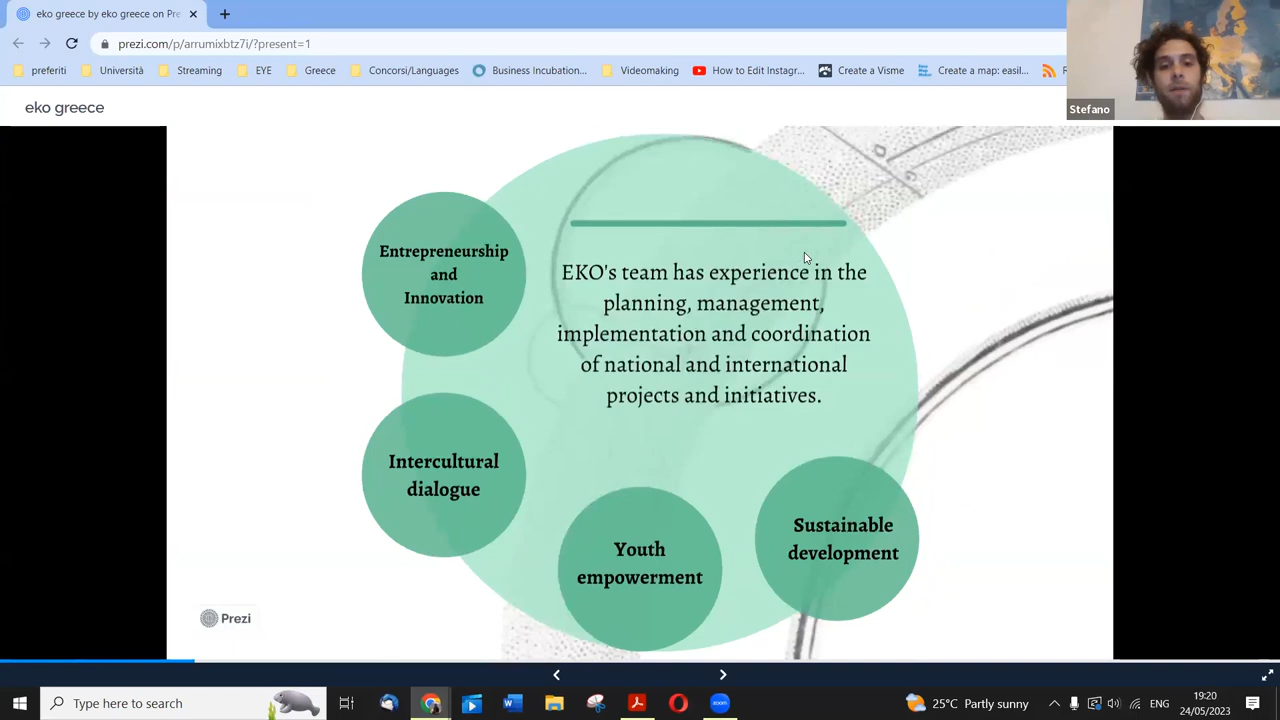 eko greece by eko greece on Pr
prezi.com/p/arrumixbtz7i/?present=1
preferiti
Università
Streaming
EYE
Greece
Concorsi/Languages
Business Incubation...
Videomaking
How to Edit Instagr...
Create a Visme
Create a map: easil...
Stefano
eko greece
Entrepreneurship
and
Innovation
EKO's team has experience in the
planning, management,
implementation and coordination
of national and international
projects and initiatives.
Intercultural
dialogue
Youth
empowerment
Sustainable
development
Prezi
Type here to search
zoom
25°C Partly sunny
ENG
19:20
24/05/2023